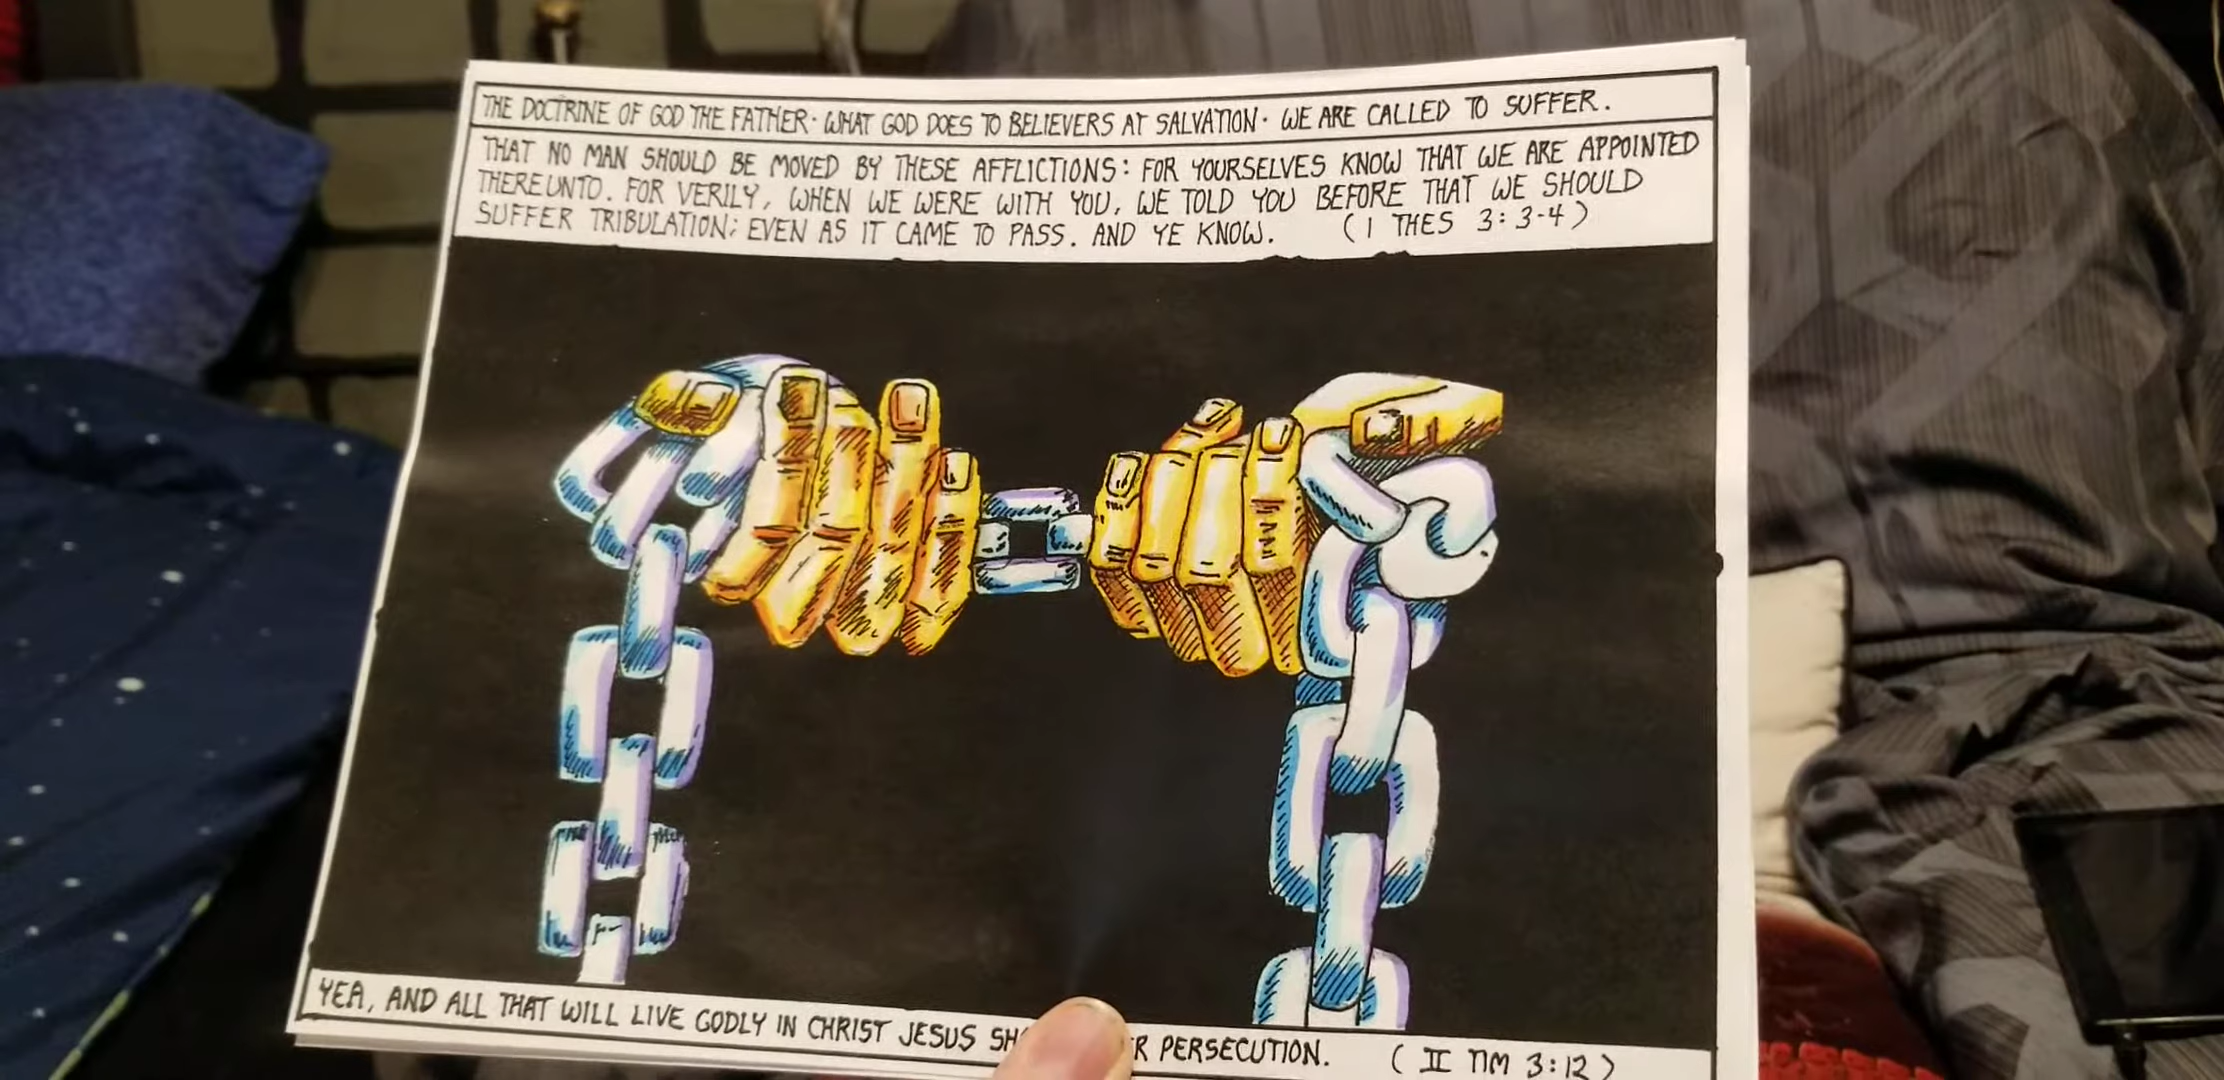 THE DOCTRINE OF GOD THE FATHER · WHAT GOD DOES TO BELIEVERS AT SALVATION · WE ARE CALLED TO SUFFER.
THAT NO MAN SHOULD BE MOVED BY THESE AFFLICTIONS: FOR YOURSELVES KNOW THAT WE ARE APPOINTED
THEREUNTO. FOR VERILY, WHEN WE WERE WITH YOU, WE TOLD YOU BEFORE THAT WE SHOULD
SUFFER TRIBULATION; EVEN AS IT CAME TO PASS. AND YE KNOW. (I THES 3:3-4)
YEA, AND ALL THAT WILL LIVE GODLY IN CHRIST JESUS PERSECUTION. (II TIM 3:12)